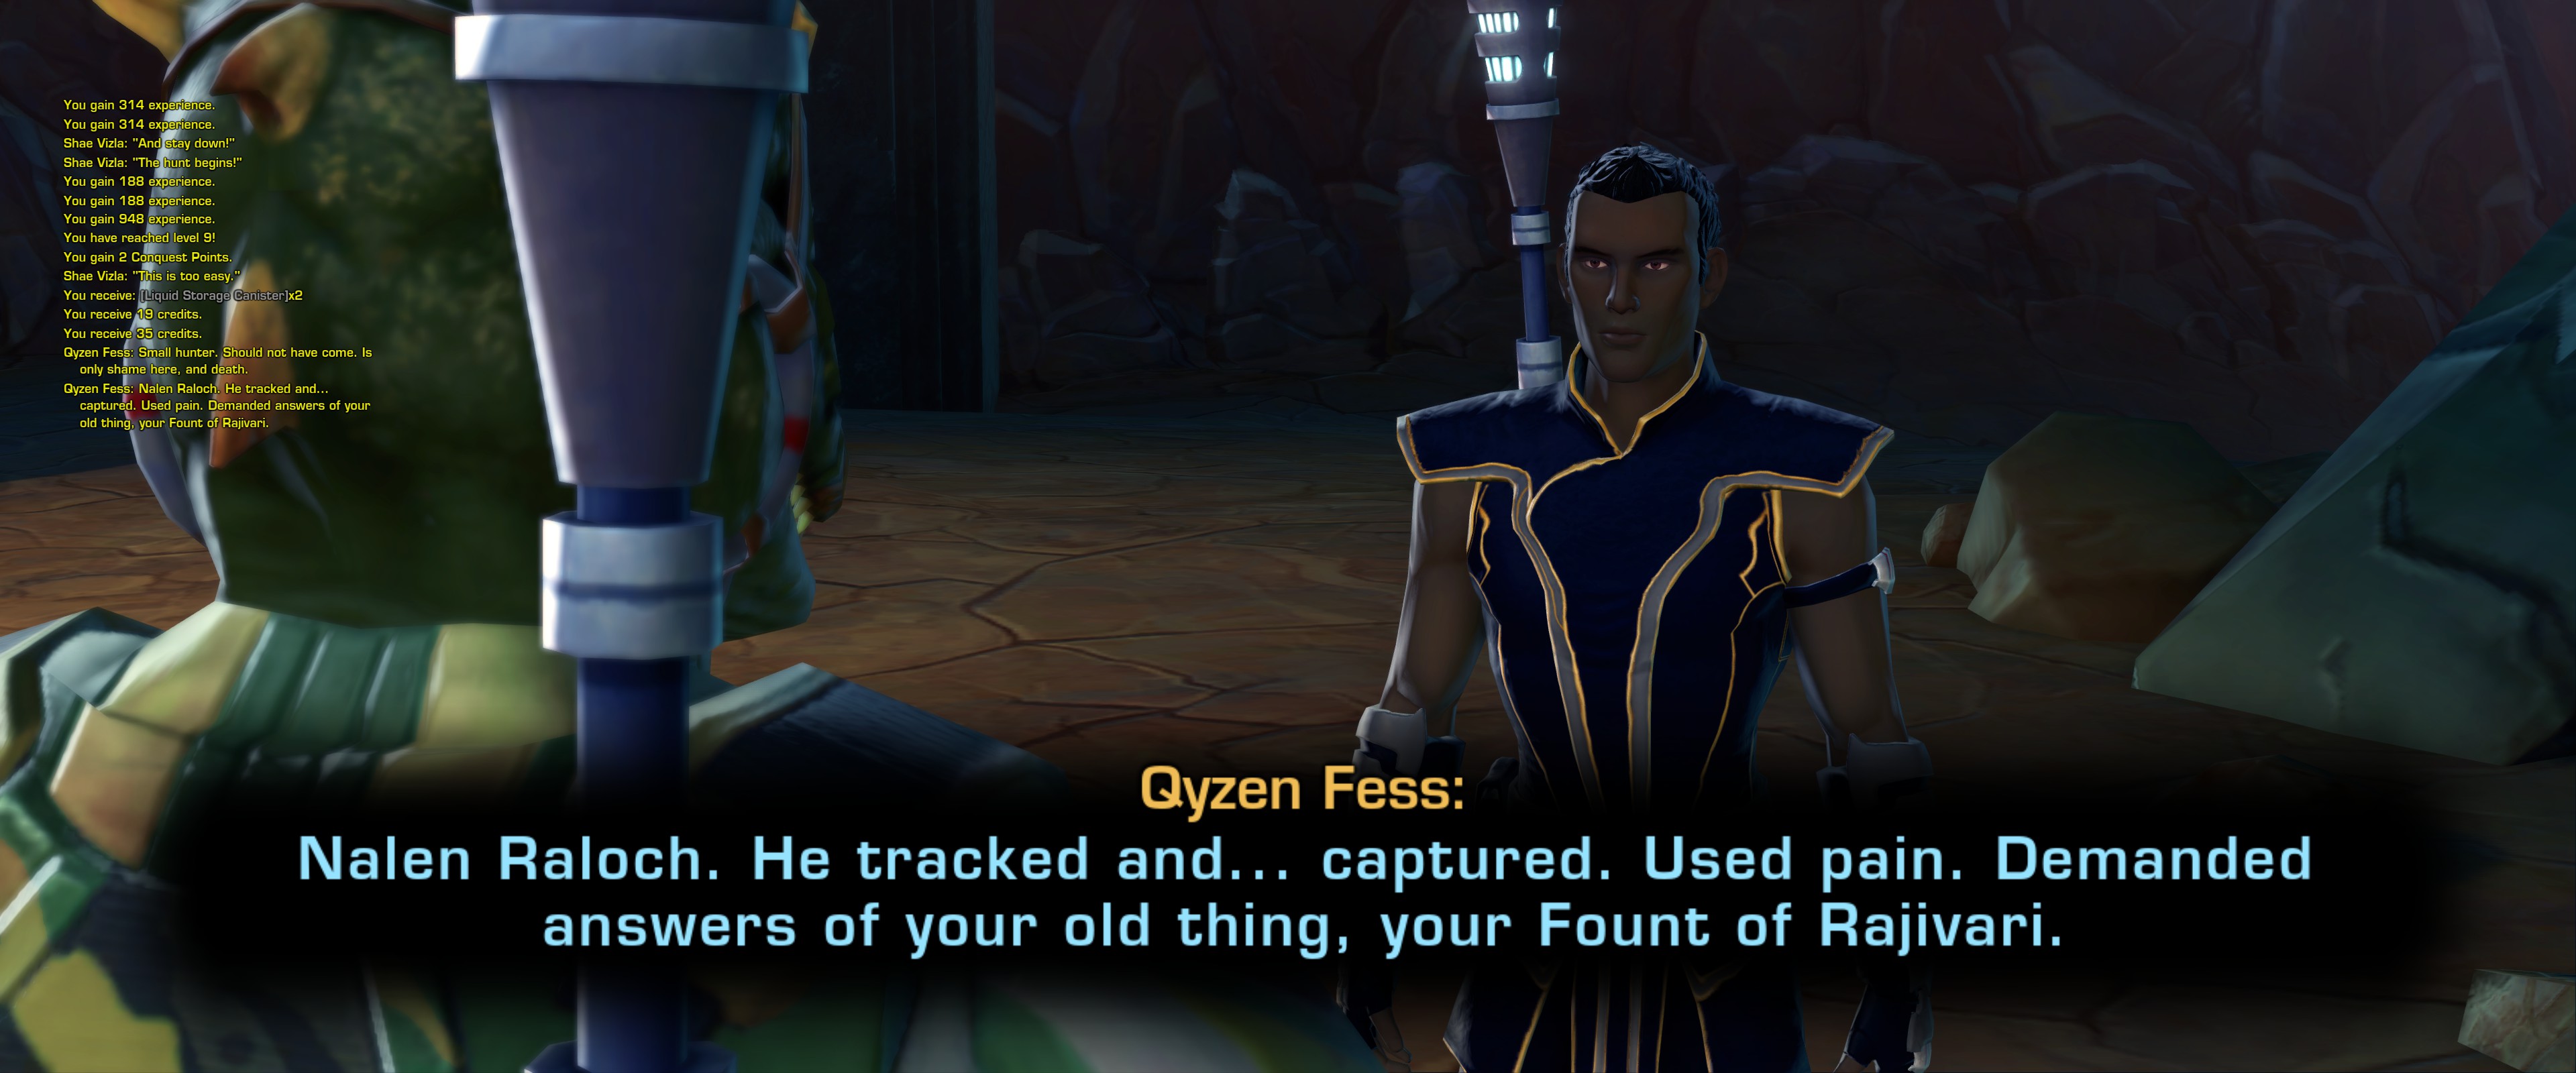 You gain 314 experience.
You gain 314 experience.
Shae Vizla: "And stay down!"
Shae Vizla: "The hunt begins!"
You gain 188 experience.
You gain 188 experience.
You gain 948 experience.
You have reached level 9!
You gain 2 Conquest Points.
Shae Vizla: "This is too easy."
You receive: [Liquid Storage Canister]x2
You receive 19 credits.
You receive 35 credits.
Qyzen Fess: Small hunter. Should not have come. Is
only shame here, and death.
Qyzen Fess: Nalen Raloch. He tracked and...
captured. Used pain. Demanded answers of your
old thing, your Fount of Rajivari.
Qyzen Fess:
Nalen Raloch. He tracked and... captured. Used pain. Demanded
answers of your old thing, your Fount of Rajivari.